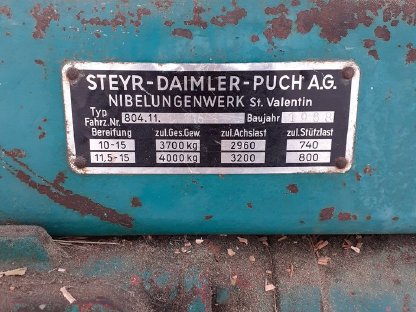 STEYR-DAIMLER-PUCH A.G.
NIBELUNGENWERK St. Valentin
Typ
Fahrz. Nr. 804.11. Baujahr
Bereifung zul.Ges.Gew. zul.Achslast zul.Stützlast
10-15 3700 kg 2960 740
11,5-15 4000 kg 3200 800